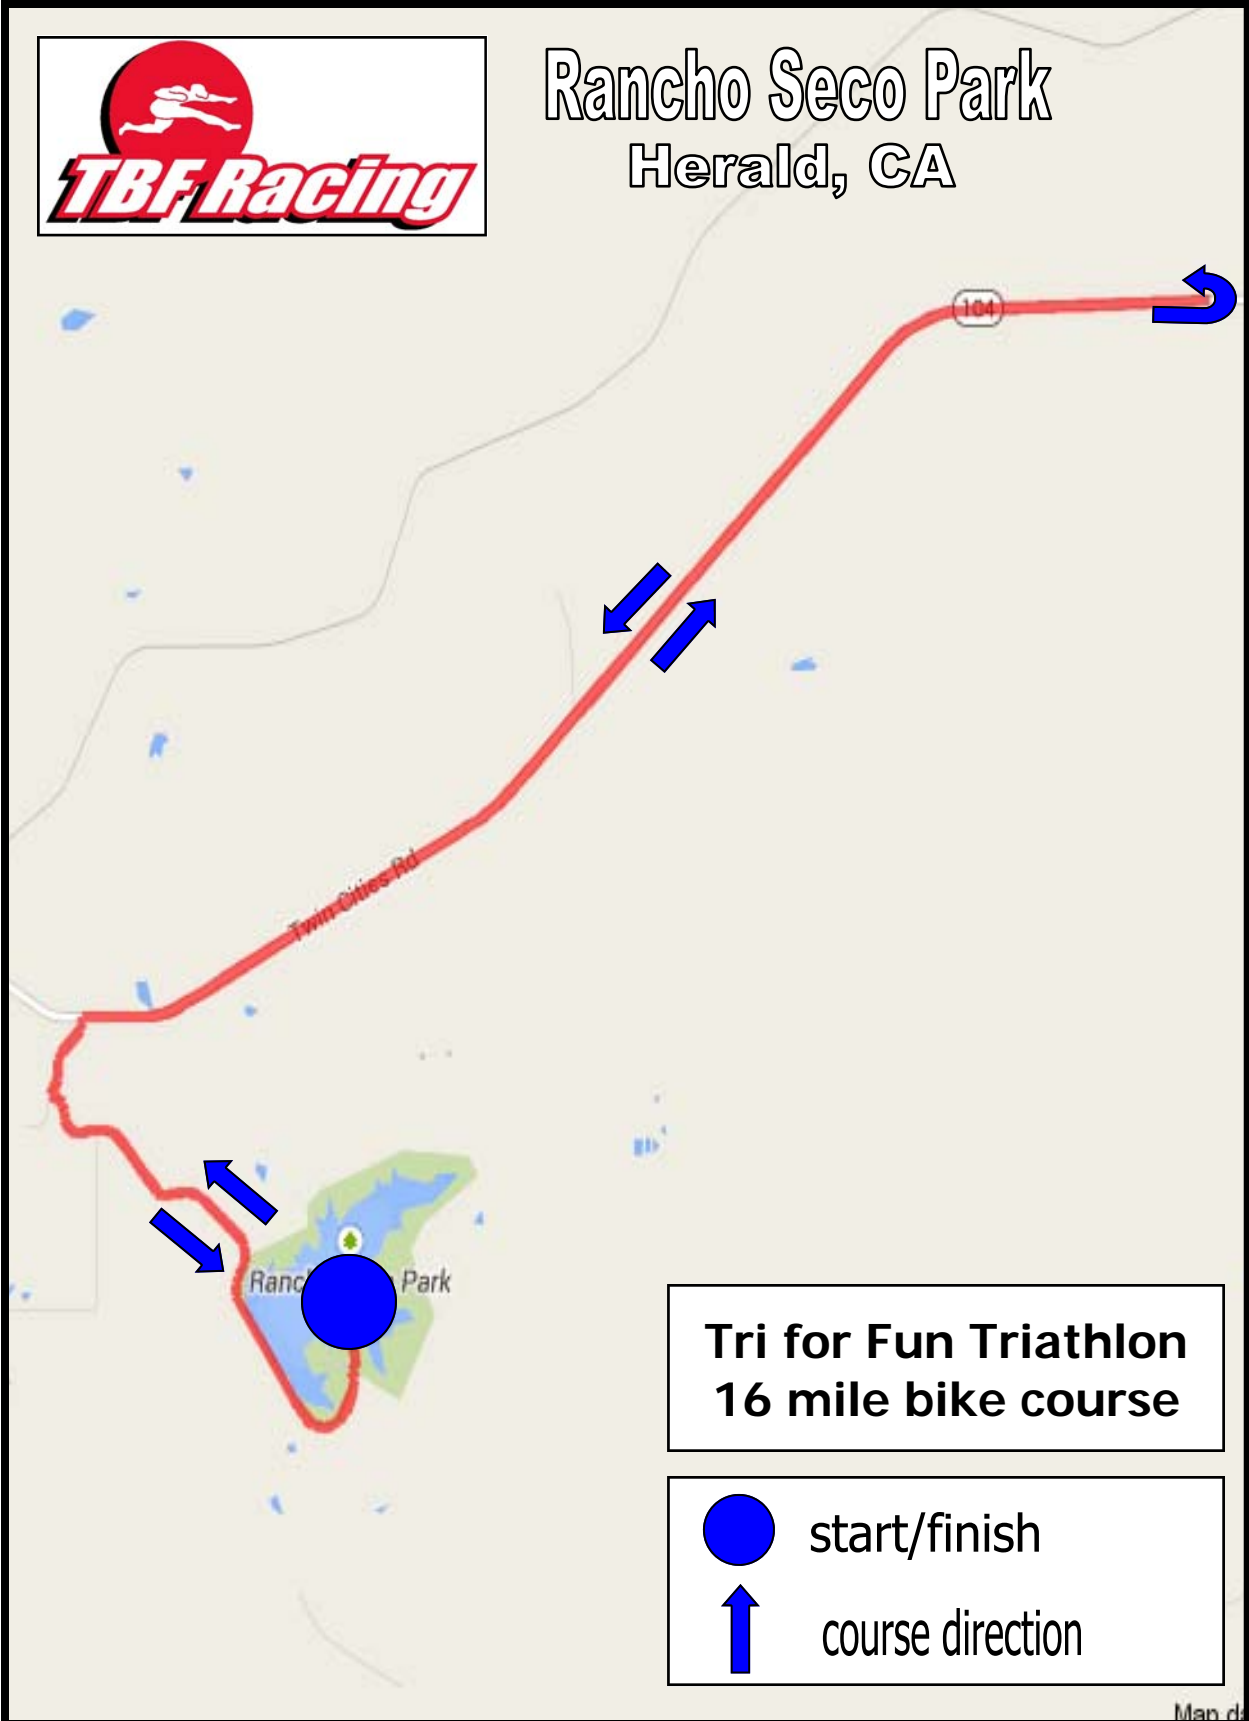 TBF Racing
Rancho Seco Park
Herald, CA
104
Twin Cities Rd
Park
Tri for Fun Triathlon
16 mile bike course
start/finish
course direction
Map